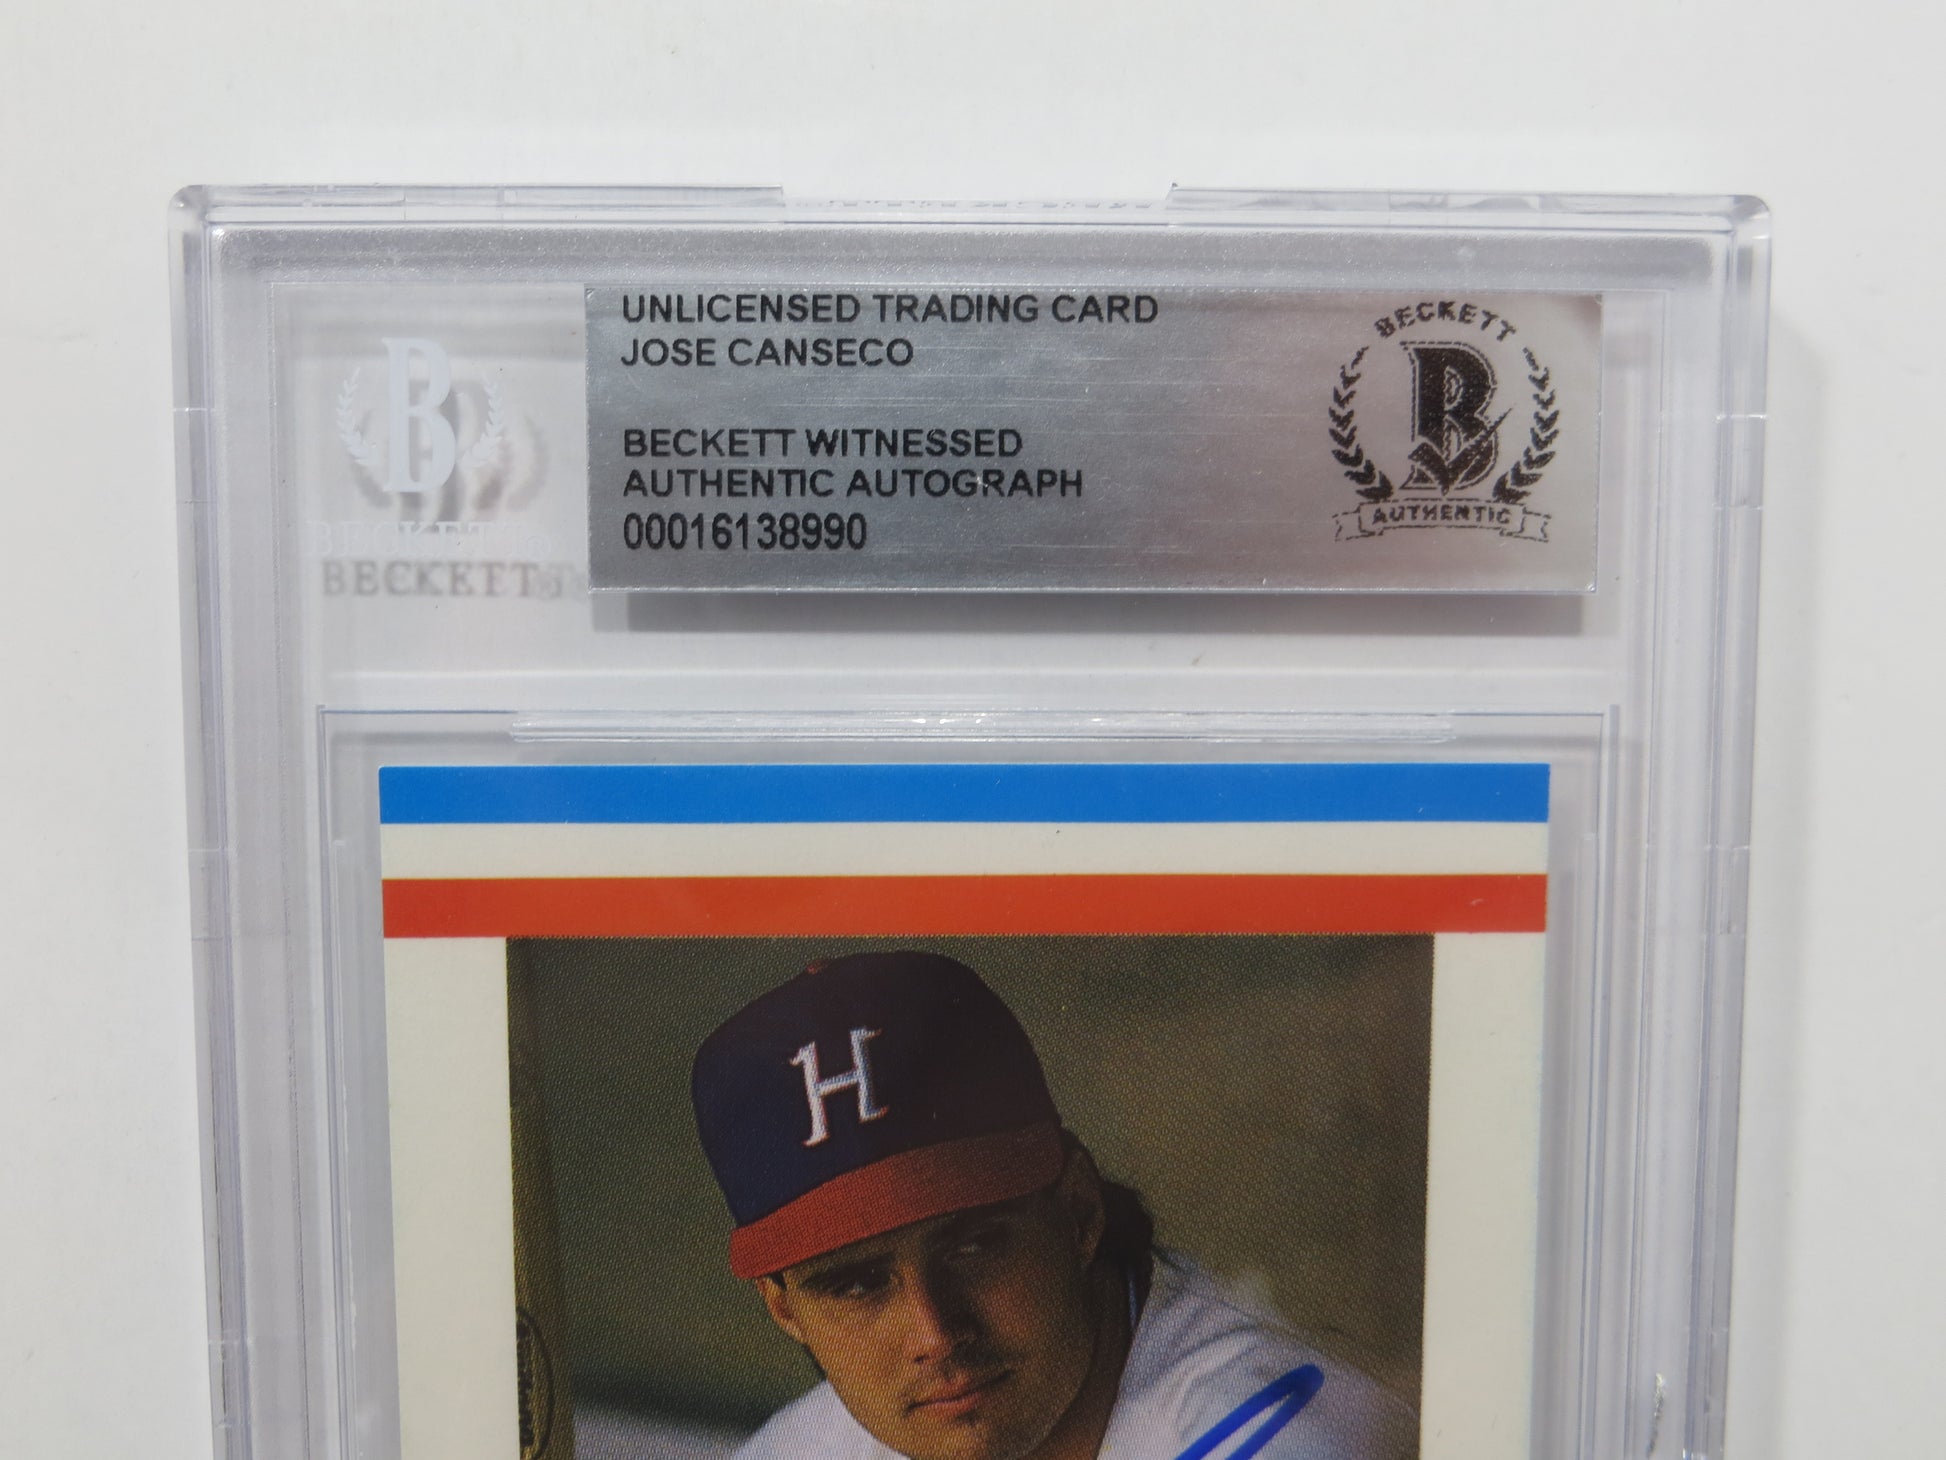 UNLICENSED TRADING CARD
JOSE CANSECO
BECKETT WITNESSED
AUTHENTIC AUTOGRAPH
00016138990
BECKETT
B
AUTHENTIC
B
BECKETT®
H